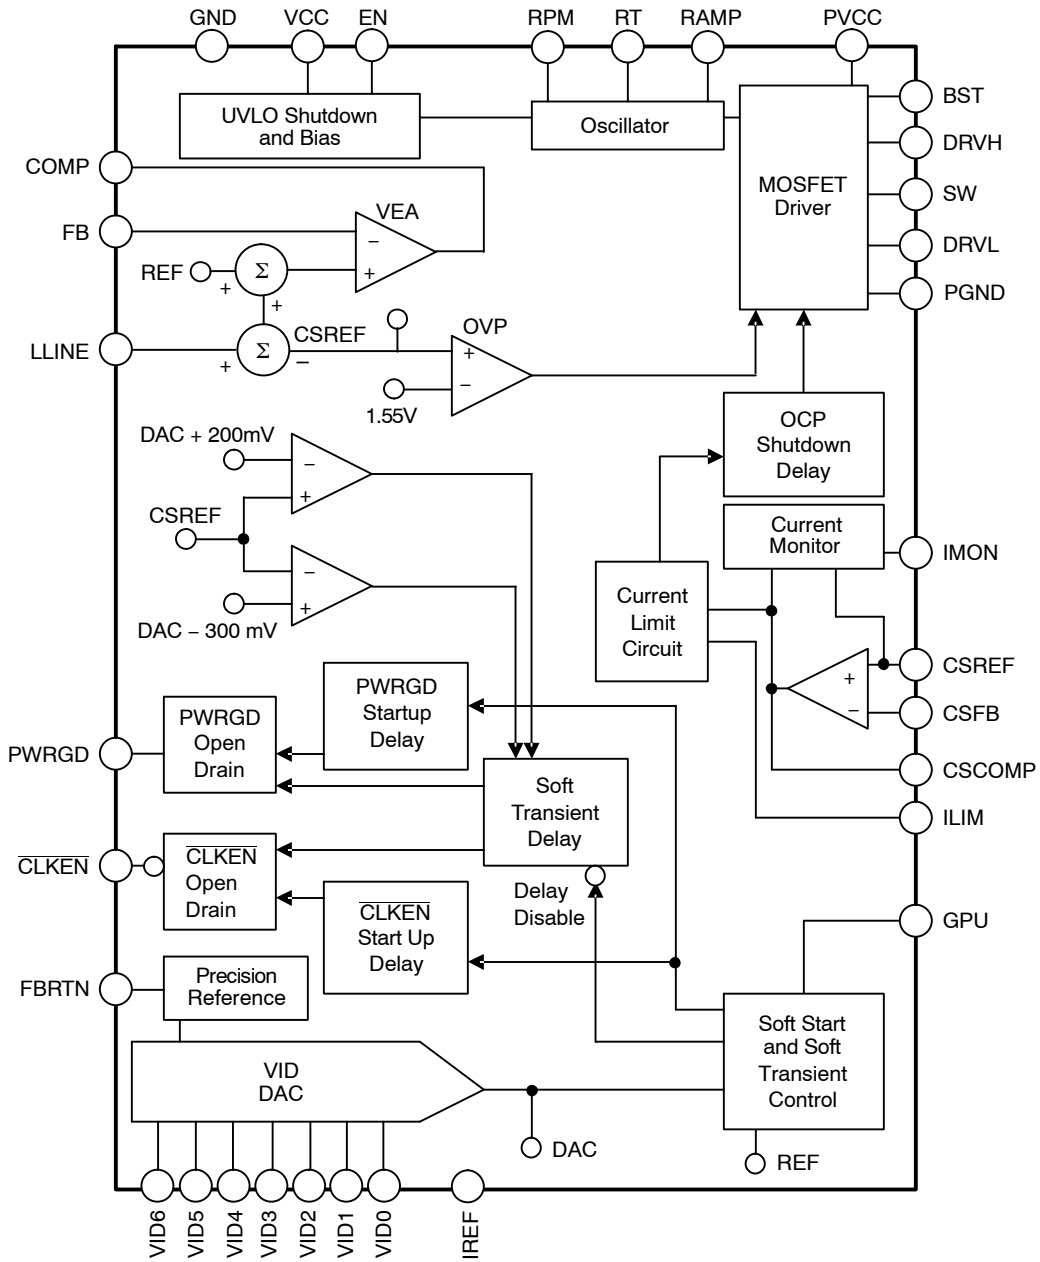 GND
VCC
EN
RPM
RT
RAMP
PVCC
UVLO Shutdown
and Bias
Oscillator
MOSFET
Driver
BST
DRVH
SW
DRVL
PGND
COMP
FB
VEA
−
+
REF
+
Σ
+
LLINE
+
Σ
−
CSREF
OVP
+
−
1.55V
OCP
Shutdown
Delay
DAC + 200mV
−
+
CSREF
−
+
DAC − 300 mV
Current
Monitor
IMON
Current
Limit
Circuit
+
−
CSREF
CSFB
CSCOMP
ILIM
PWRGD
PWRGD
Open
Drain
PWRGD
Startup
Delay
Soft
Transient
Delay
CLKEN
CLKEN
Open
Drain
CLKEN
Start Up
Delay
Delay
Disable
GPU
FBRTN
Precision
Reference
VID
DAC
Soft Start
and Soft
Transient
Control
DAC
REF
VID6
VID5
VID4
VID3
VID2
VID1
VID0
IREF